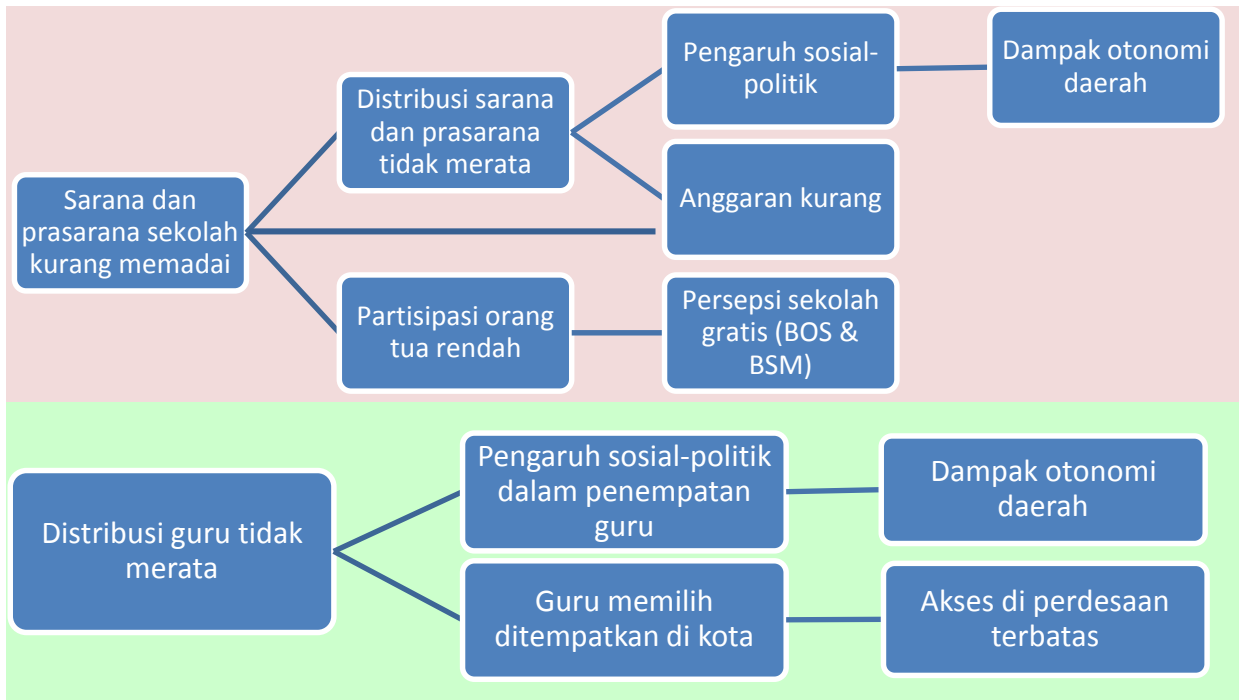 Pengaruh sosial-
politik
Dampak otonomi
daerah
Distribusi sarana
dan prasarana
tidak merata
Anggaran kurang
Sarana dan
prasarana sekolah
kurang memadai
Partisipasi orang
tua rendah
Persepsi sekolah
gratis (BOS &
BSM)
Pengaruh sosial-politik
dalam penempatan
guru
Dampak otonomi
daerah
Distribusi guru tidak
merata
Guru memilih
ditempatkan di kota
Akses di perdesaan
terbatas